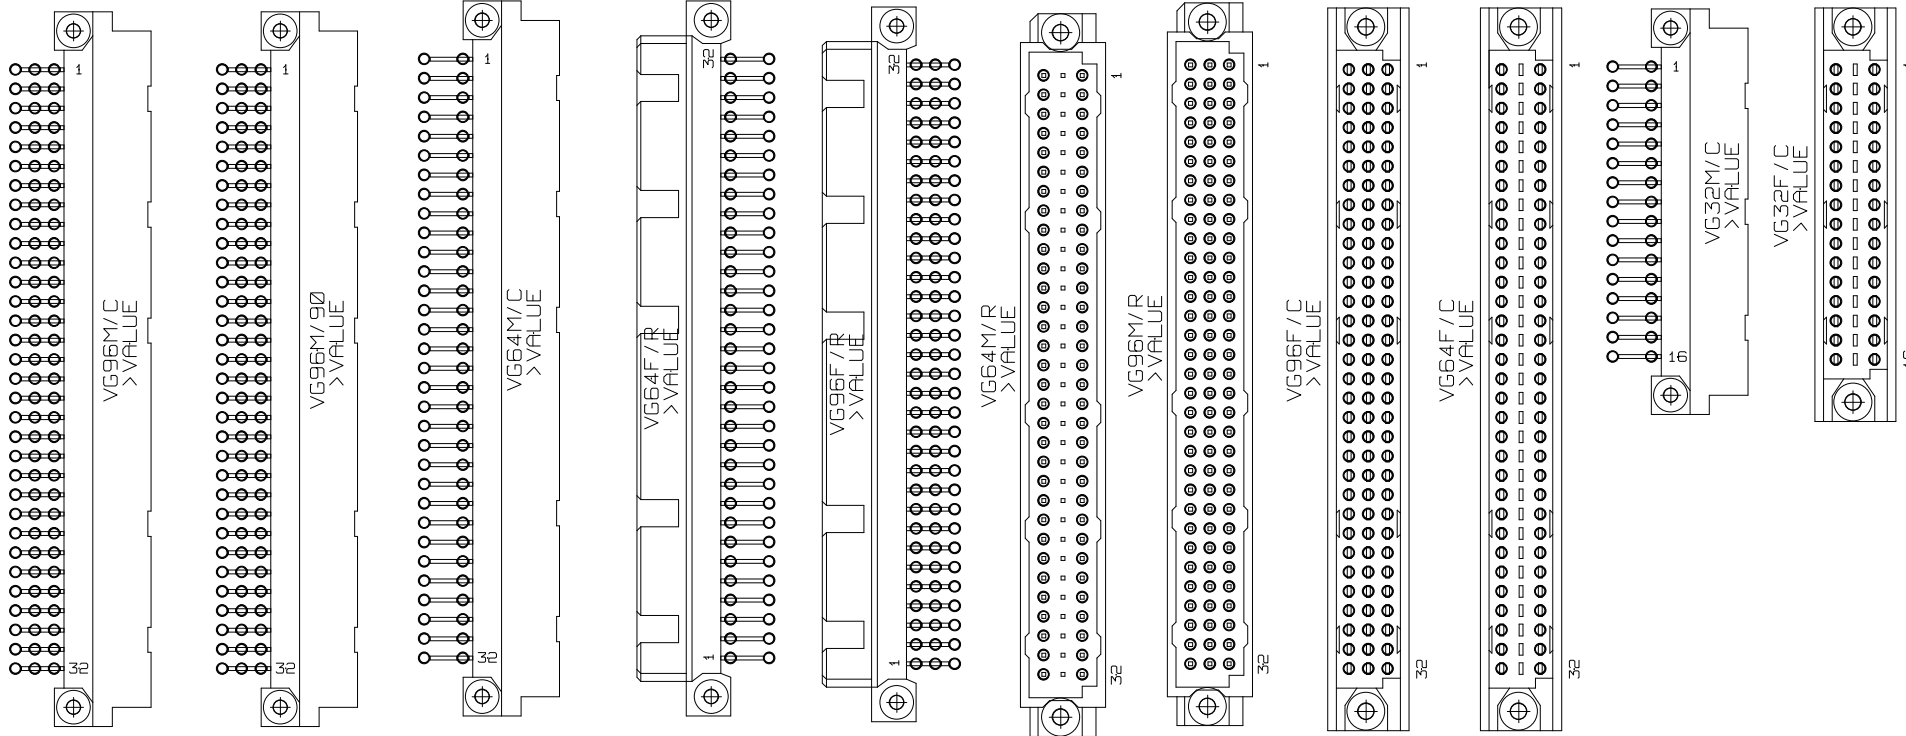 1
VG96M/C
>VALUE
32
1
VG96M/90
>VALUE
32
1
VG64M/C
>VALUE
32
32
VG64F/R
>VALUE
1
32
VG96F/R
>VALUE
1
VG64M/R
>VALUE
1
32
VG96M/R
>VALUE
1
32
VG96F/C
>VALUE
1
32
VG64F/C
>VALUE
1
32
1
VG32M/C
>VALUE
16
VG32F/C
>VALUE